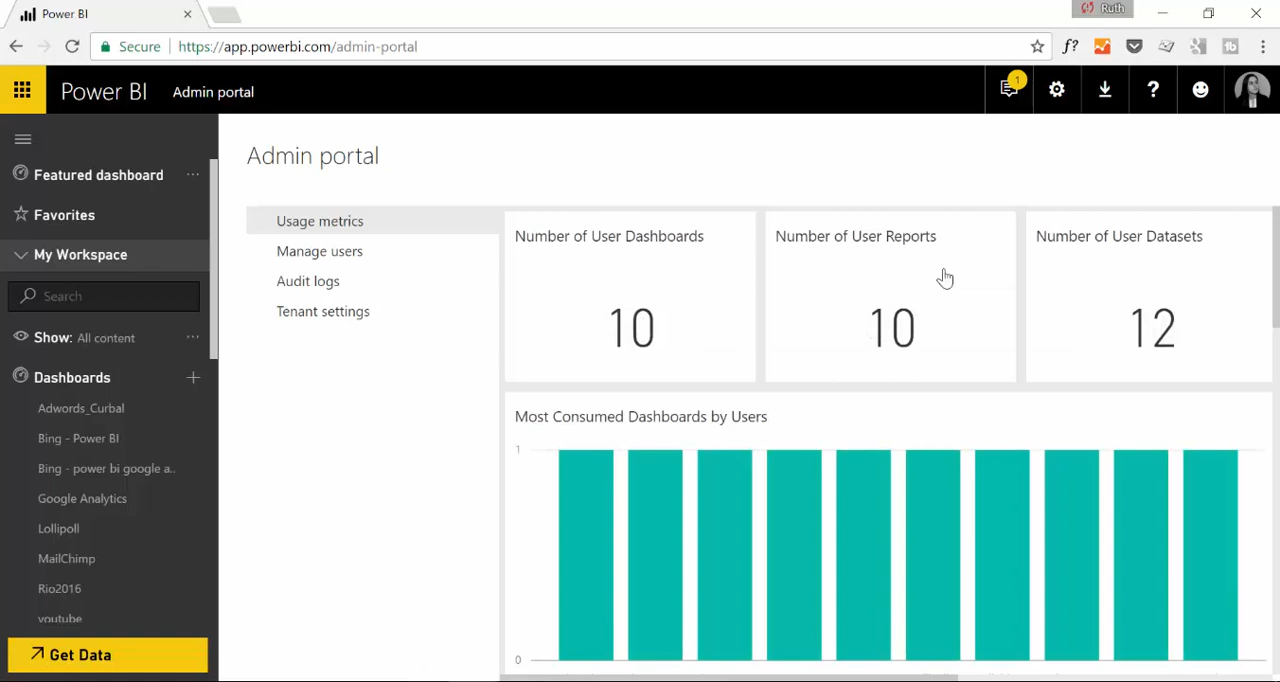 Power BI
Ruth
Secure https://app.powerbi.com/admin-portal
Power BI Admin portal
1
Admin portal
Featured dashboard
Favorites
My Workspace
Search
Show: All content
Dashboards
Adwords_Curbal
Bing - Power BI
Bing - power bi google a..
Google Analytics
Lollipoll
MailChimp
Rio2016
youtube
Get Data
Usage metrics
Manage users
Audit logs
Tenant settings
Number of User Dashboards
10
Number of User Reports
10
Number of User Datasets
12
Most Consumed Dashboards by Users
1
0